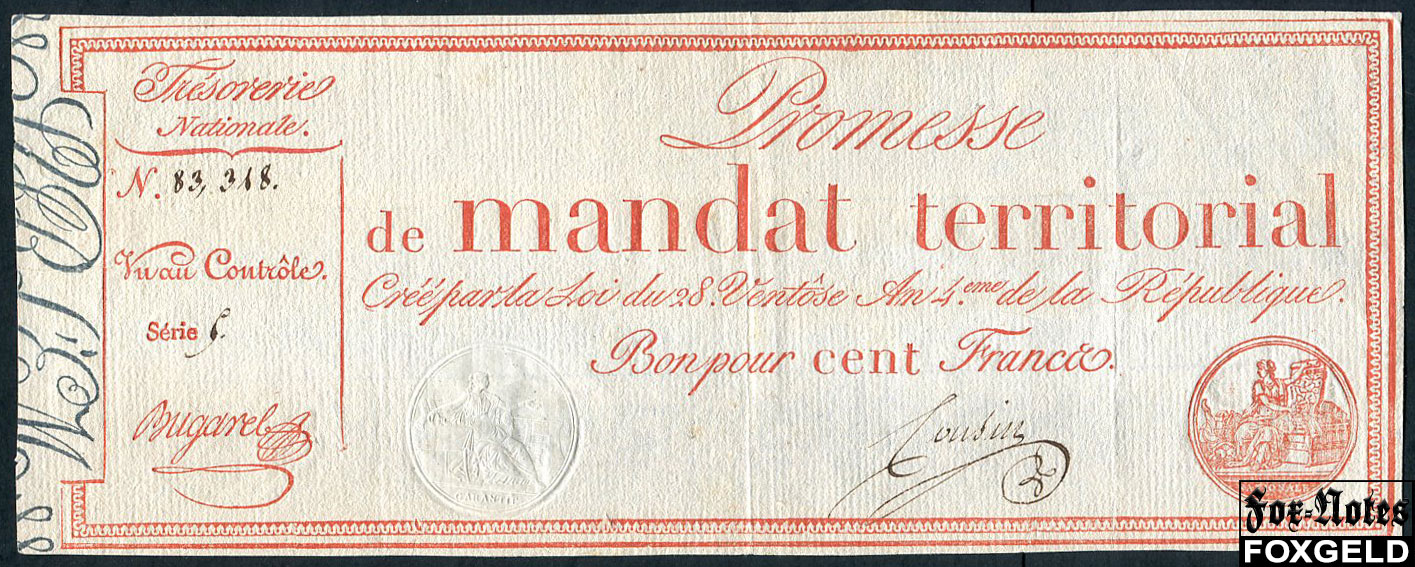 Trésorerie
Nationale.
N. 83,318.
Vu au Contrôle.
Série 6.
Bugarel
Promesse
de mandat territorial
Créé par la Loi du 28. Ventôse An 4.eme de la République.
Bon pour cent Francs.
Cousin
GARANTIE
Fox-Notes
FOXGELD